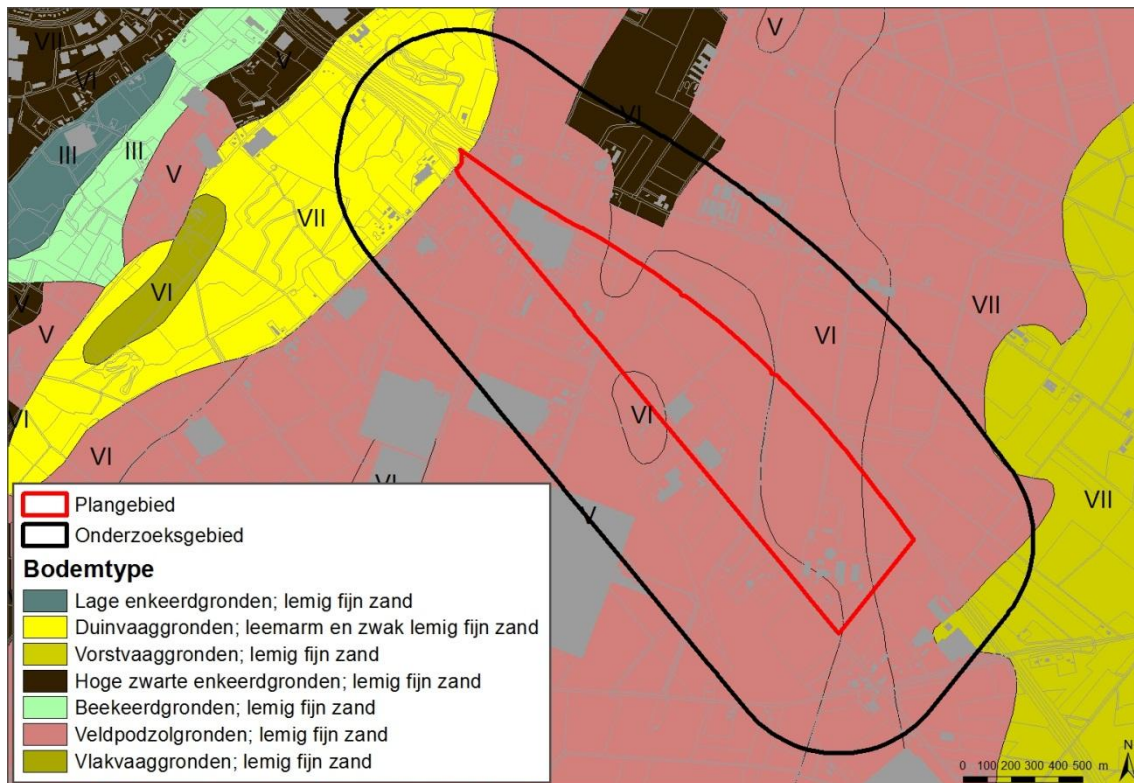 VII
VI
V
V
III
III
V
VI
VII
VI
VI
V
V
VI
VI
VII
VI
VI
VI
V
VII
Plangebied
Onderzoeksgebied
Bodemtype
Lage enkeerdgronden; lemig fijn zand
Duinvaaggronden; leemarm en zwak lemig fijn zand
Vorstvaaggronden; lemig fijn zand
Hoge zwarte enkeerdgronden; lemig fijn zand
Beekeerdgronden; lemig fijn zand
Veldpodzolgronden; lemig fijn zand
Vlakvaaggronden; lemig fijn zand
0 100 200 300 400 500 m
N